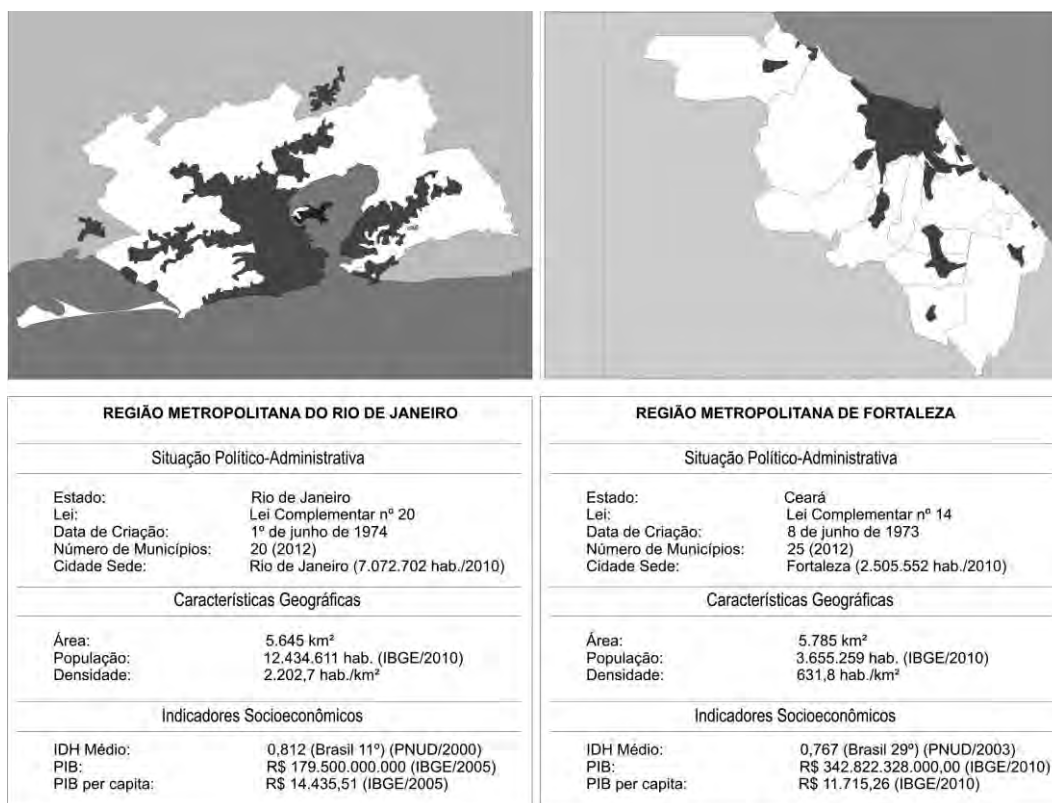 REGIÃO METROPOLITANA DO RIO DE JANEIRO
Situação Político-Administrativa
Estado: Rio de Janeiro
Lei: Lei Complementar nº 20
Data de Criação: 1º de junho de 1974
Número de Municípios: 20 (2012)
Cidade Sede: Rio de Janeiro (7.072.702 hab./2010)
Características Geográficas
Área: 5.645 km²
População: 12.434.611 hab. (IBGE/2010)
Densidade: 2.202,7 hab./km²
Indicadores Socioeconômicos
IDH Médio: 0,812 (Brasil 11º) (PNUD/2000)
PIB: R$ 179.500.000.000 (IBGE/2005)
PIB per capita: R$ 14.435,51 (IBGE/2005)
REGIÃO METROPOLITANA DE FORTALEZA
Situação Político-Administrativa
Estado: Ceará
Lei: Lei Complementar nº 14
Data de Criação: 8 de junho de 1973
Número de Municípios: 25 (2012)
Cidade Sede: Fortaleza (2.505.552 hab./2010)
Características Geográficas
Área: 5.785 km²
População: 3.655.259 hab. (IBGE/2010)
Densidade: 631,8 hab./km²
Indicadores Socioeconômicos
IDH Médio: 0,767 (Brasil 29º) (PNUD/2003)
PIB: R$ 342.822.328.000,00 (IBGE/2010)
PIB per capita: R$ 11.715,26 (IBGE/2010)